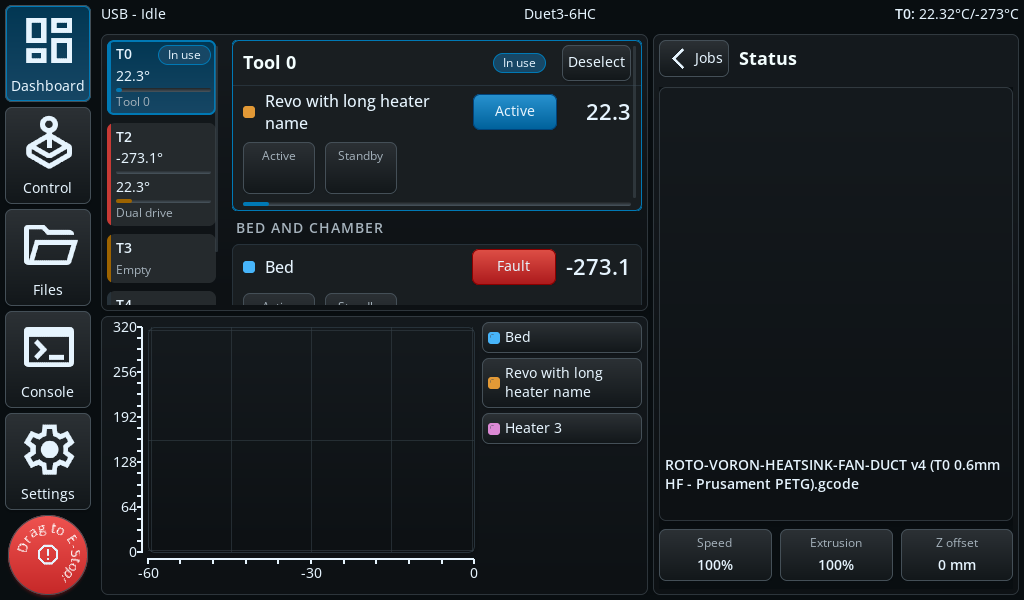 USB - Idle
Duet3-6HC
T0: 22.32°C/-273°C
Dashboard
Control
Files
Console
Settings
Drag to E-Stop!
T0
In use
22.3°
Tool 0
T2
-273.1°
22.3°
Dual drive
T3
Empty
T4
Tool 0
In use
Deselect
Revo with long heater
name
Active
22.3
Active
Standby
BED AND CHAMBER
Bed
Fault
-273.1
Active
Standby
320
256
192
128
64
0
-60
-30
0
Bed
Revo with long
heater name
Heater 3
Jobs
Status
ROTO-VORON-HEATSINK-FAN-DUCT v4 (T0 0.6mm
HF - Prusament PETG).gcode
Speed
100%
Extrusion
100%
Z offset
0 mm